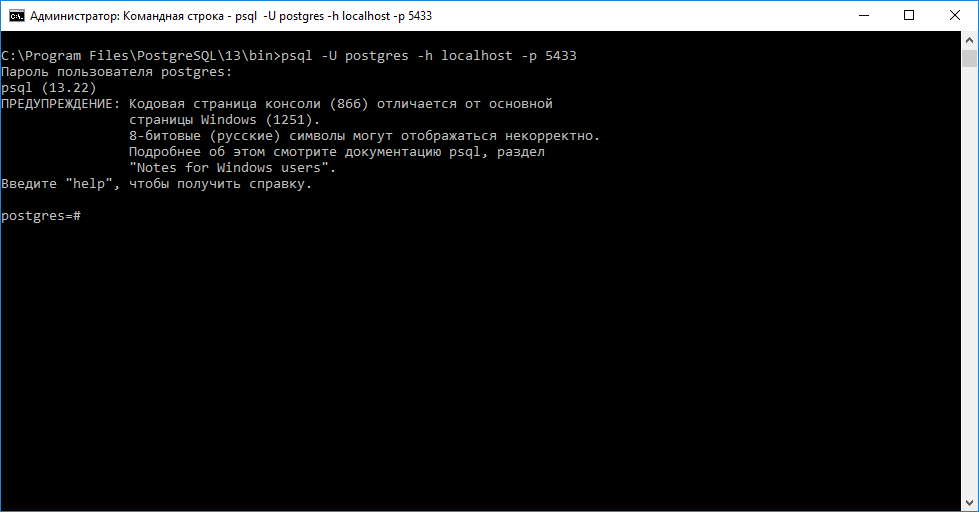 Администратор: Командная строка - psql  -U postgres -h localhost -p 5433
C:\Program Files\PostgreSQL\13\bin>psql -U postgres -h localhost -p 5433
Пароль пользователя postgres:
psql (13.22)
ПРЕДУПРЕЖДЕНИЕ: Кодовая страница консоли (866) отличается от основной
                страницы Windows (1251).
                8-битовые (русские) символы могут отображаться некорректно.
                Подробнее об этом смотрите документацию psql, раздел
                "Notes for Windows users".
Введите "help", чтобы получить справку.
postgres=#